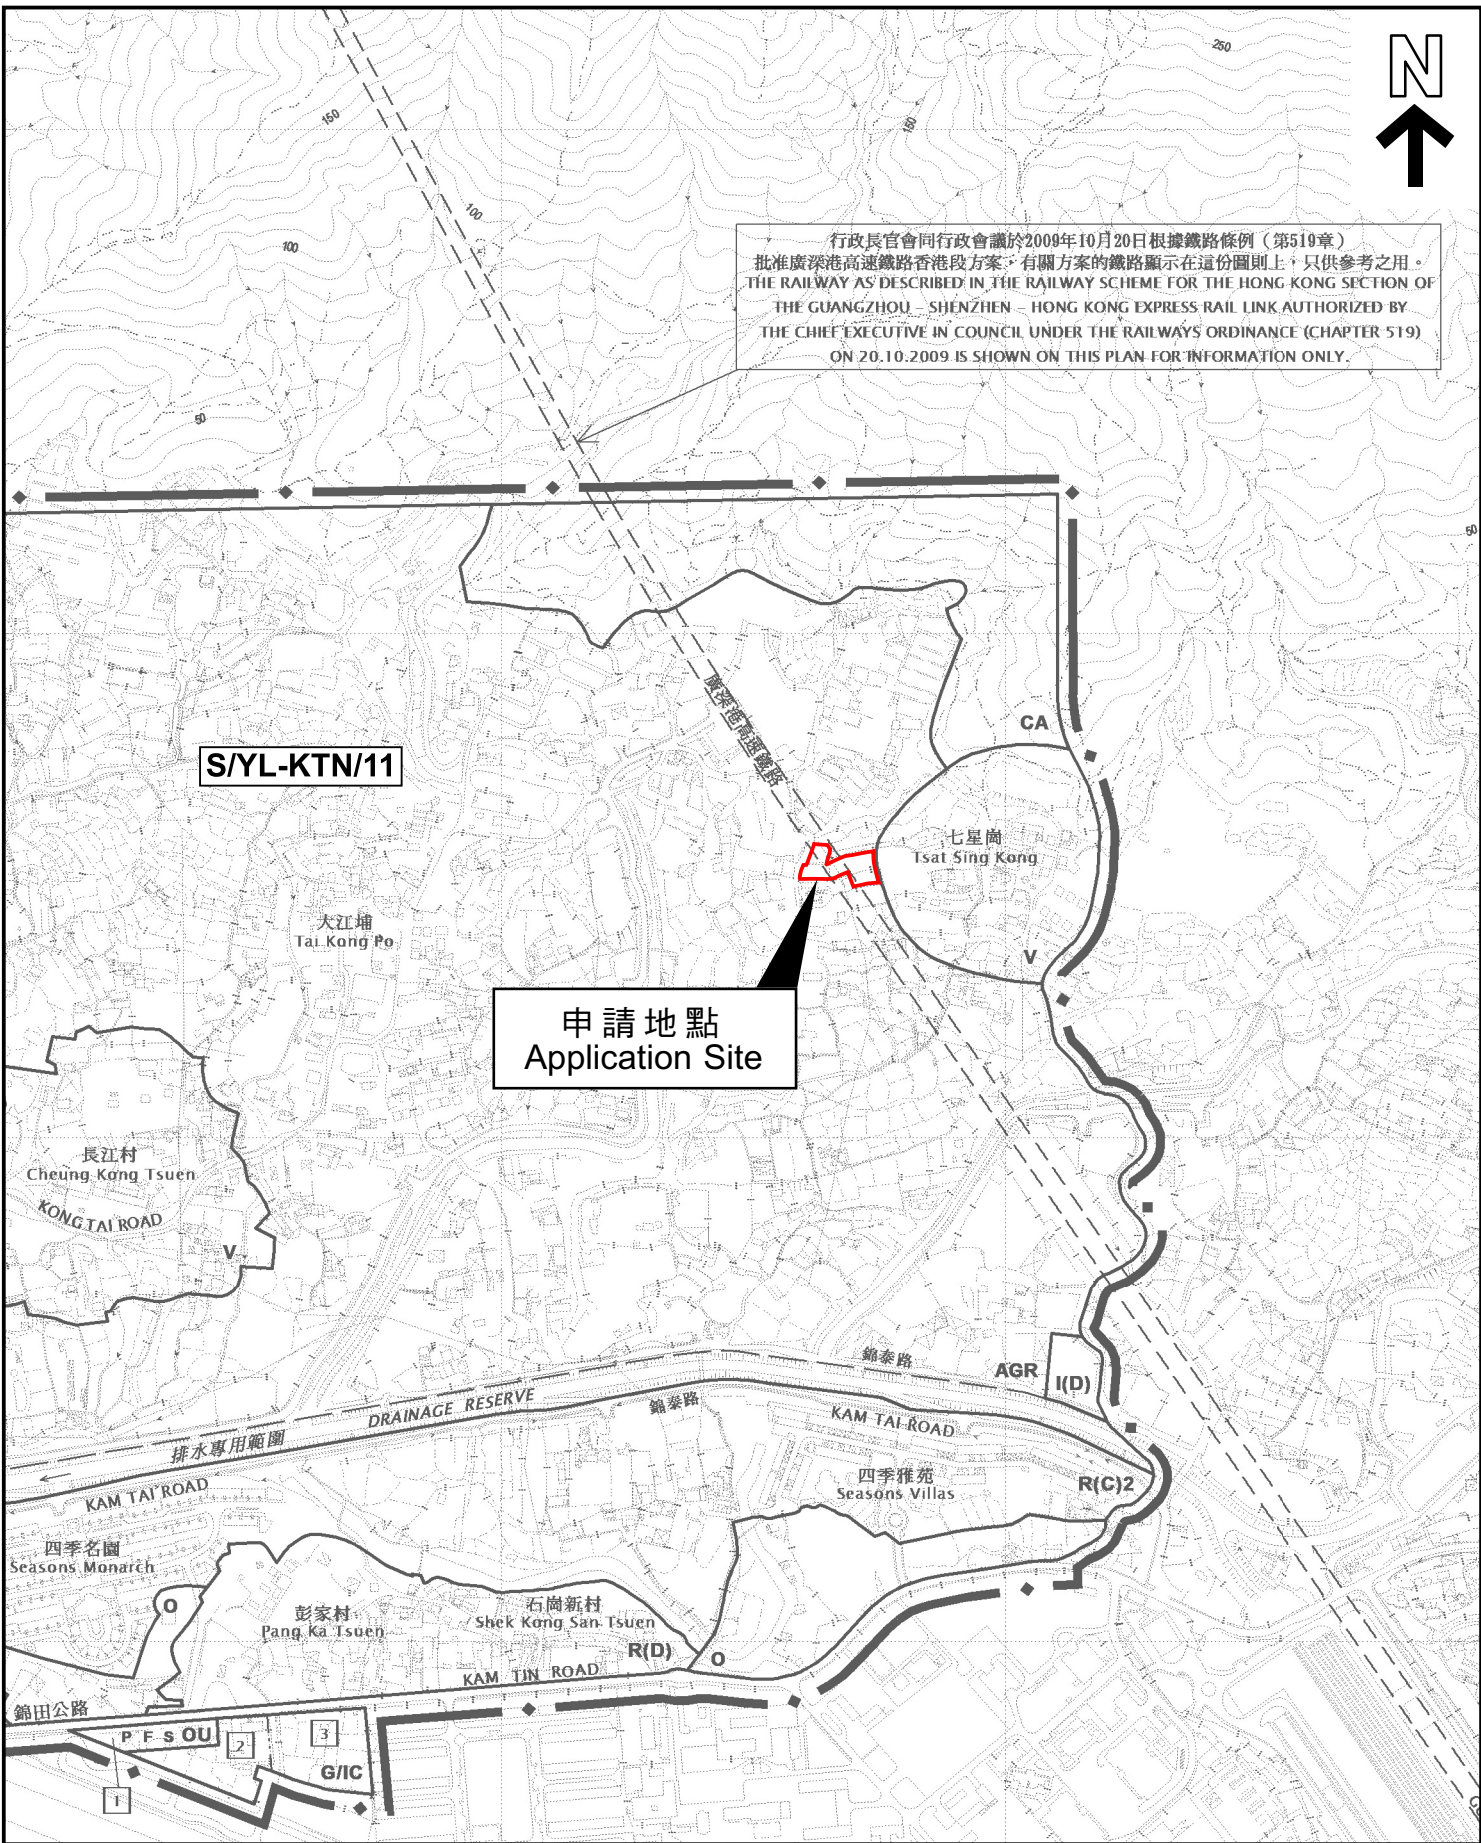 250
N
150
150
100
100
行政長官會同行政會議於2009年10月20日根據鐵路條例（第519章）
批准廣深港高速鐵路香港段方案，有關方案的鐵路顯示在這份圖則上，只供參考之用。
THE RAILWAY AS DESCRIBED IN THE RAILWAY SCHEME FOR THE HONG KONG SECTION OF
THE GUANGZHOU - SHENZHEN - HONG KONG EXPRESS RAIL LINK AUTHORIZED BY
THE CHIEF EXECUTIVE IN COUNCIL UNDER THE RAILWAYS ORDINANCE (CHAPTER 519)
ON 20.10.2009 IS SHOWN ON THIS PLAN FOR INFORMATION ONLY.
50
50
廣深港高速鐵路
CA
S/YL-KTN/11
七星崗
Tsat Sing Kong
大江埔
Tai Kong Po
V
申請地點
Application Site
長江村
Cheung Kong Tsuen
KONG TAI ROAD
V
錦泰路
AGR
I(D)
DRAINAGE RESERVE
錦泰路
KAM TAI ROAD
排水專用範圍
KAM TAI ROAD
四季雅苑
Seasons Villas
R(C)2
四季名園
Seasons Monarch
O
彭家村
Pang Ka Tsuen
石崗新村
Shek Kong San Tsuen
R(D)
O
KAM TIN ROAD
錦田公路
P F S OU
2
3
G/IC
1